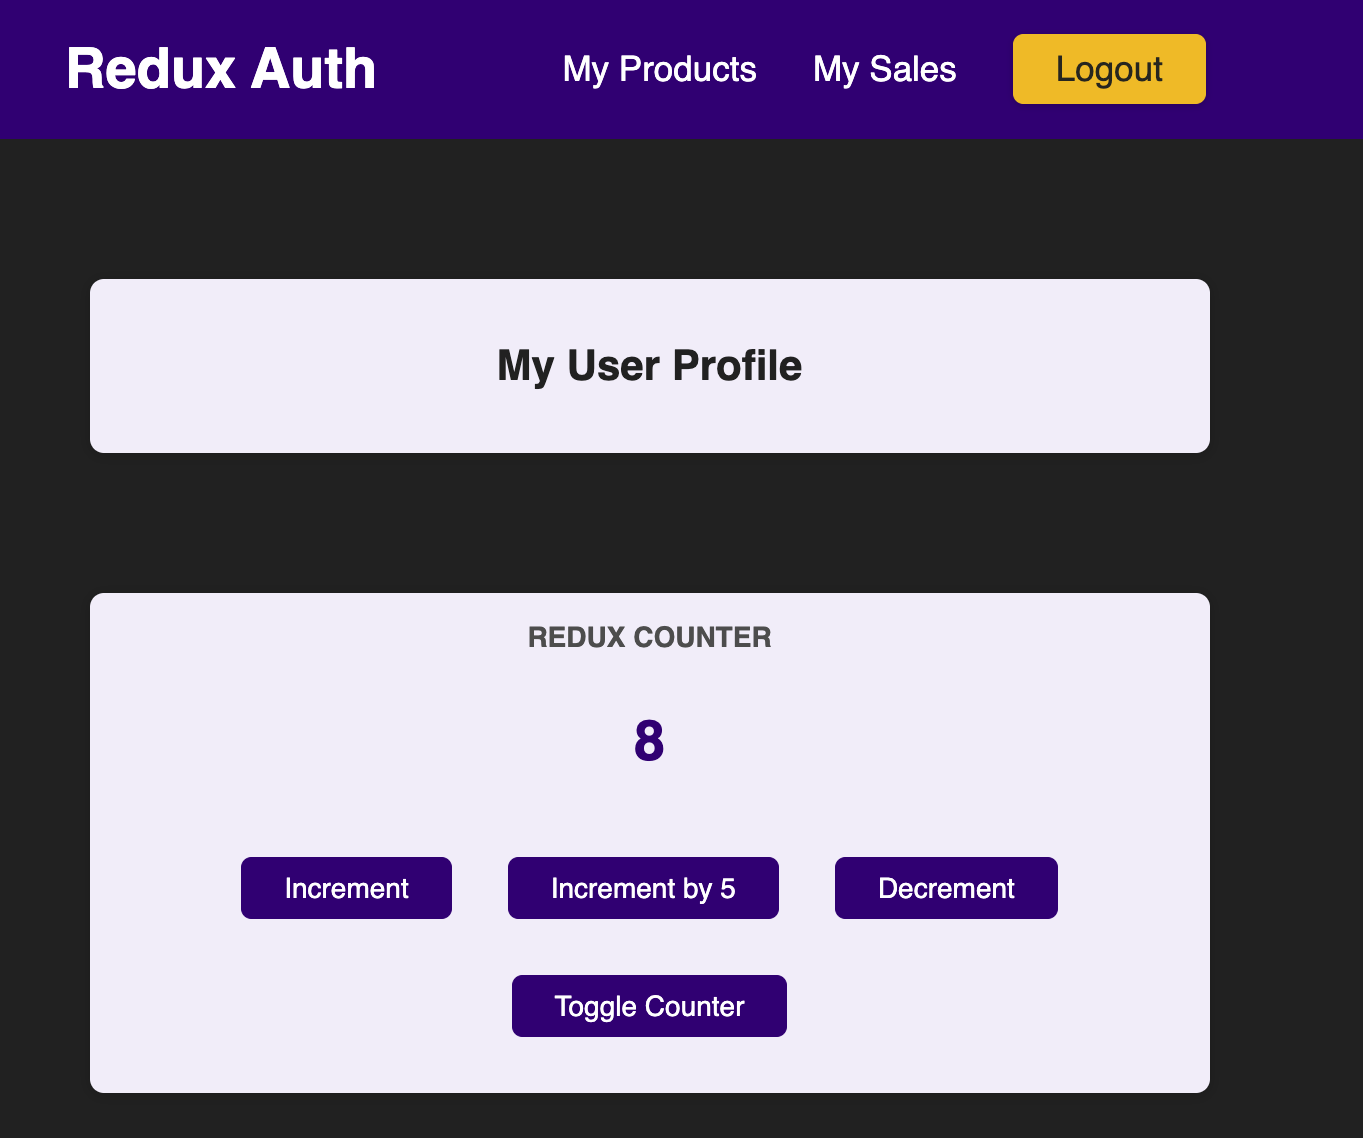 Redux Auth
My Products
My Sales
Logout
My User Profile
REDUX COUNTER
8
Increment
Increment by 5
Decrement
Toggle Counter